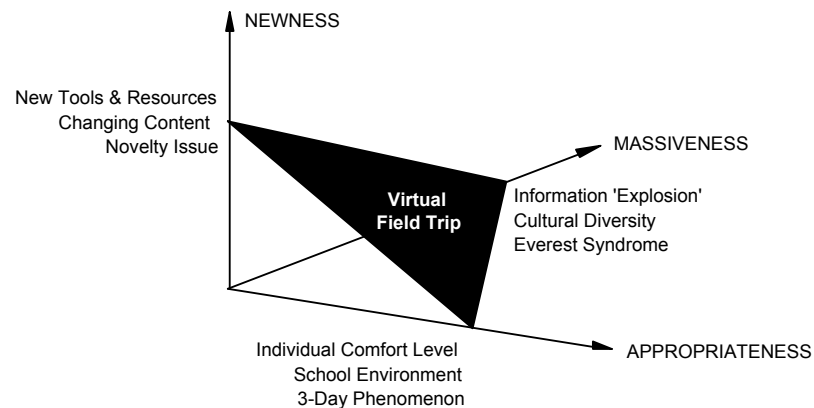 NEWNESS
New Tools & Resources
Changing Content
Novelty Issue
MASSIVENESS
Information 'Explosion'
Cultural Diversity
Everest Syndrome
Virtual
Field Trip
APPROPRIATENESS
Individual Comfort Level
School Environment
3-Day Phenomenon